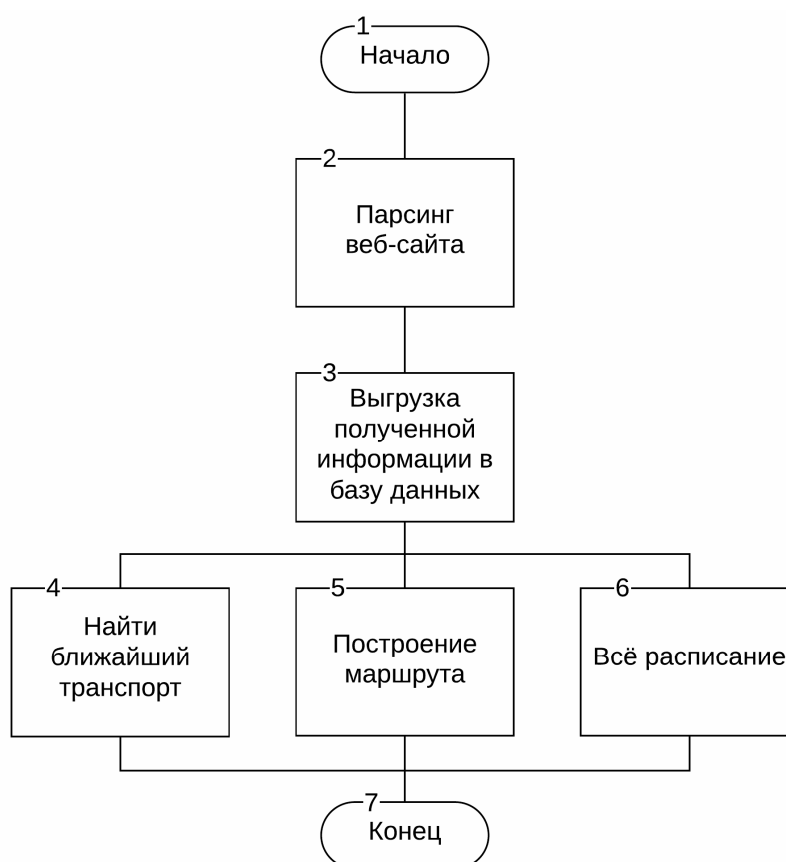 1
Начало
2
Парсинг
веб-сайта
3
Выгрузка
полученной
информации в
базу данных
4
Найти
ближайший
транспорт
5
Построение
маршрута
6
Всё расписание
7
Конец